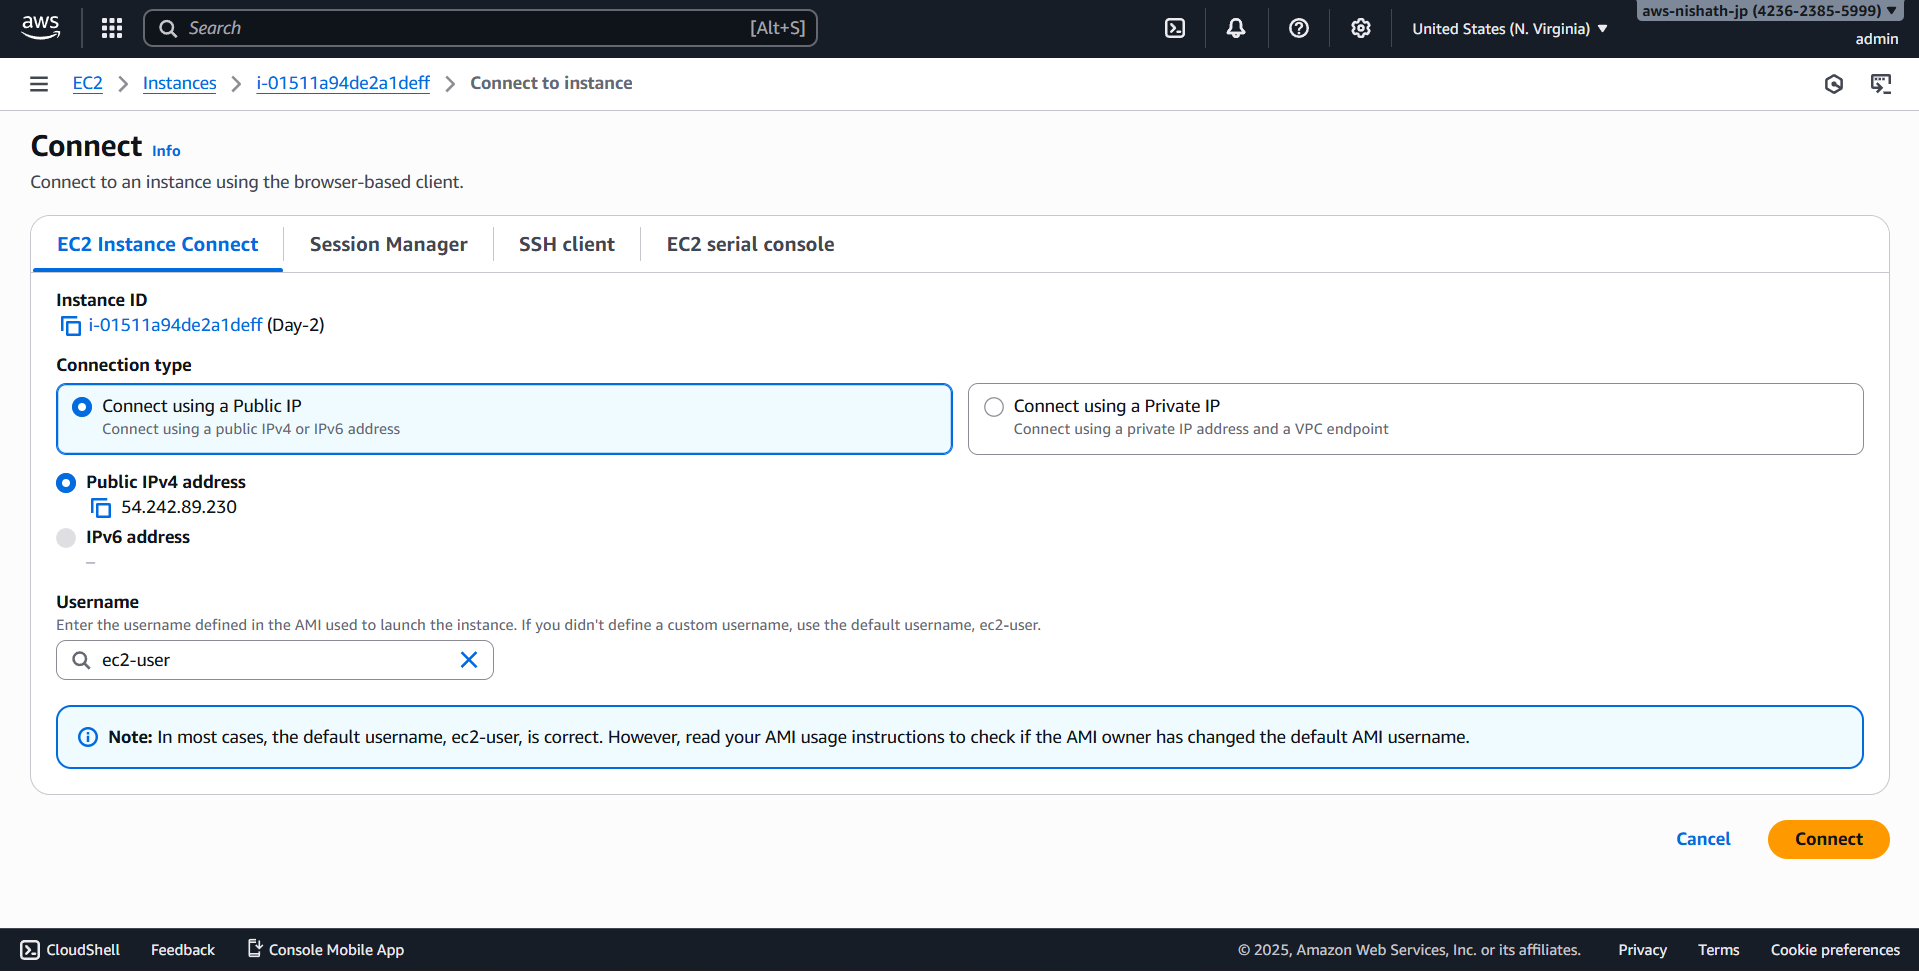 aws
Search [Alt+S]
United States (N. Virginia)
aws-nishath-jp (4236-2385-5999)
admin
EC2 Instances i-01511a94de2a1deff Connect to instance
Connect Info
Connect to an instance using the browser-based client.
EC2 Instance Connect Session Manager SSH client EC2 serial console
Instance ID
i-01511a94de2a1deff (Day-2)
Connection type
Connect using a Public IP
Connect using a public IPv4 or IPv6 address
Connect using a Private IP
Connect using a private IP address and a VPC endpoint
Public IPv4 address
54.242.89.230
IPv6 address
–
Username
Enter the username defined in the AMI used to launch the instance. If you didn't define a custom username, use the default username, ec2-user.
ec2-user
Note: In most cases, the default username, ec2-user, is correct. However, read your AMI usage instructions to check if the AMI owner has changed the default AMI username.
Cancel Connect
CloudShell Feedback Console Mobile App © 2025, Amazon Web Services, Inc. or its affiliates. Privacy Terms Cookie preferences